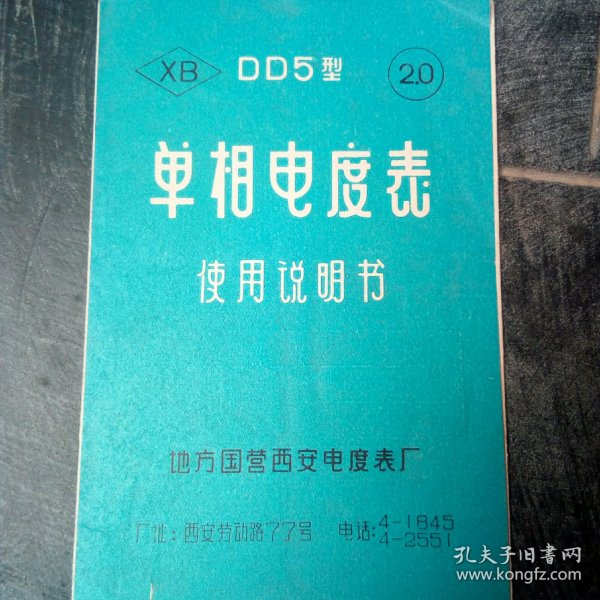 XB DD5型 2.0
单相电度表
使用说明书
地方国营西安电度表厂
厂址：西安劳动路77号 电话：4-1845
4-2551
孔夫子旧书网
www.kongfz.com